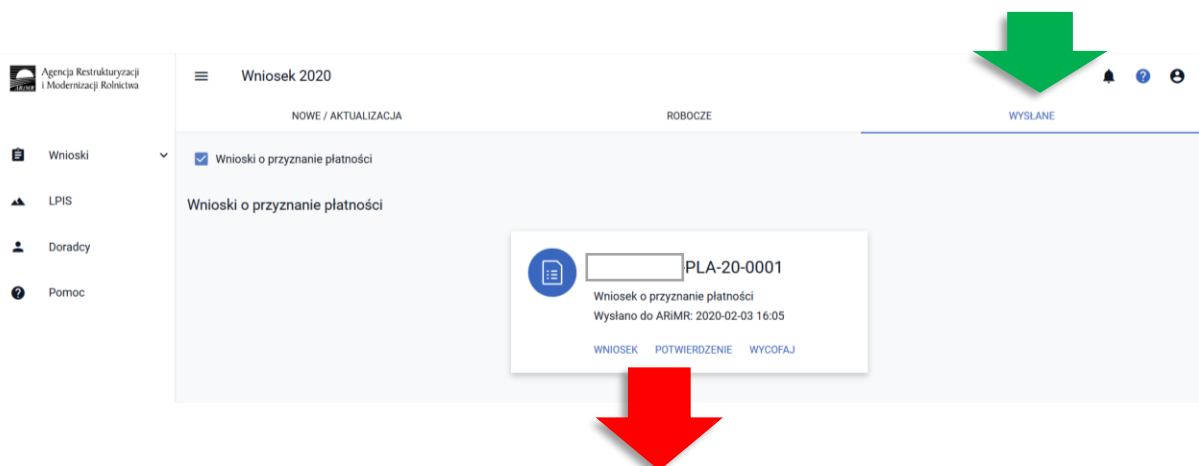 Agencja Restrukturyzacji
i Modernizacji Rolnictwa
Wniosek 2020
NOWE / AKTUALIZACJA
ROBOCZE
WYSŁANE
Wnioski
LPIS
Doradcy
Pomoc
Wnioski o przyznanie płatności
Wnioski o przyznanie płatności
-PLA-20-0001
Wniosek o przyznanie płatności
Wysłano do ARiMR: 2020-02-03 16:05
WNIOSEK POTWIERDZENIE WYCOFAJ